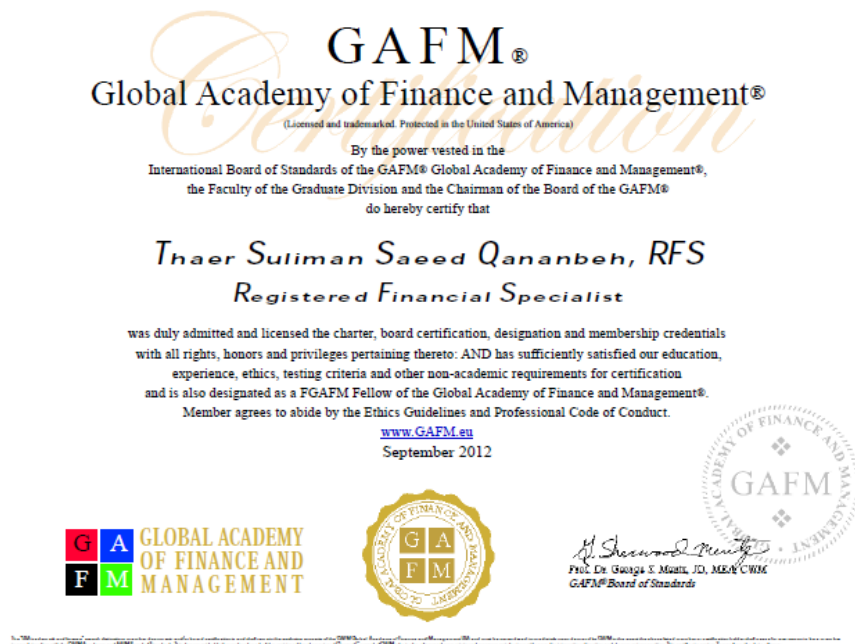 Certification
GAFM®
Global Academy of Finance and Management®
(Licensed and trademarked. Protected in the United States of America)
By the power vested in the
International Board of Standards of the GAFM® Global Academy of Finance and Management®,
the Faculty of the Graduate Division and the Chairman of the Board of the GAFM®
do hereby certify that
Thaer Suliman Saeed Qananbeh, RFS
Registered Financial Specialist
was duly admitted and licensed the charter, board certification, designation and membership credentials
with all rights, honors and privileges pertaining thereto: AND has sufficiently satisfied our education,
experience, ethics, testing criteria and other non-academic requirements for certification
and is also designated as a FGAFM Fellow of the Global Academy of Finance and Management®.
Member agrees to abide by the Ethics Guidelines and Professional Code of Conduct.
www.GAFM.eu
September 2012
GLOBAL ACADEMY OF FINANCE AND MANAGEMENT
GAFM
G A
F M
GLOBAL ACADEMY
OF FINANCE AND
MANAGEMENT
GLOBAL ACADEMY OF FINANCE AND MANAGEMENT
G A
F M
Prof. Dr. George S. Mentz, JD, MBA CWM
GAFM® Board of Standards